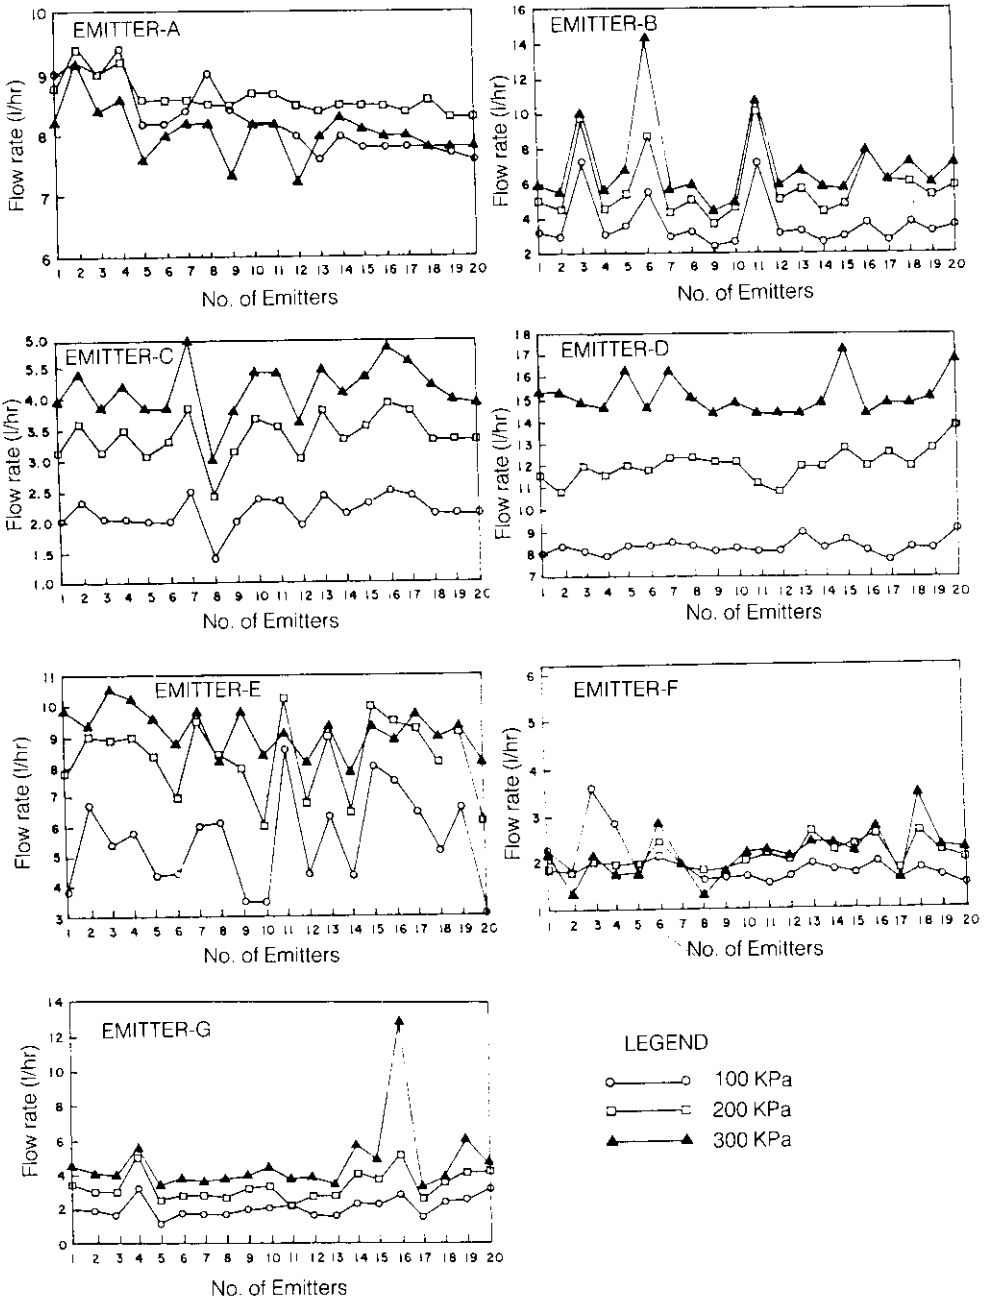 EMITTER-A
Flow rate (l/hr)
10
9
8
7
6
1 2 3 4 5 6 7 8 9 10 11 12 13 14 15 16 17 18 19 20
No. of Emitters
EMITTER-B
Flow rate (l/hr)
16
14
12
10
8
6
4
2
1 2 3 4 5 6 7 8 9 10 11 12 13 14 15 16 17 18 19 20
No. of Emitters
EMITTER-C
Flow rate (l/hr)
5.0
5.5
4.0
3.5
3.0
2.5
2.0
1.5
1.0
1 2 3 4 5 6 7 8 9 10 11 12 13 14 15 16 17 18 19 20
No. of Emitters
EMITTER-D
Flow rate (l/hr)
18
17
16
15
14
13
12
11
10
9
8
7
1 2 3 4 5 6 7 8 9 10 11 12 13 14 15 16 17 18 19 20
No. of Emitters
EMITTER-E
Flow rate (l/hr)
11
10
9
8
7
6
5
4
3
1 2 3 4 5 6 7 8 9 10 11 12 13 14 15 16 17 18 19 20
No. of Emitters
EMITTER-F
Flow rate (l/hr)
6
5
4
3
2
1
1 2 3 4 5 6 7 8 9 10 11 12 13 14 15 16 17 18 19 20
No. of Emitters
EMITTER-G
Flow rate (l/hr)
14
12
10
8
6
4
2
0
1 2 3 4 5 6 7 8 9 10 11 12 13 14 15 16 17 18 19 20
No. of Emitters
LEGEND
100 KPa
200 KPa
300 KPa